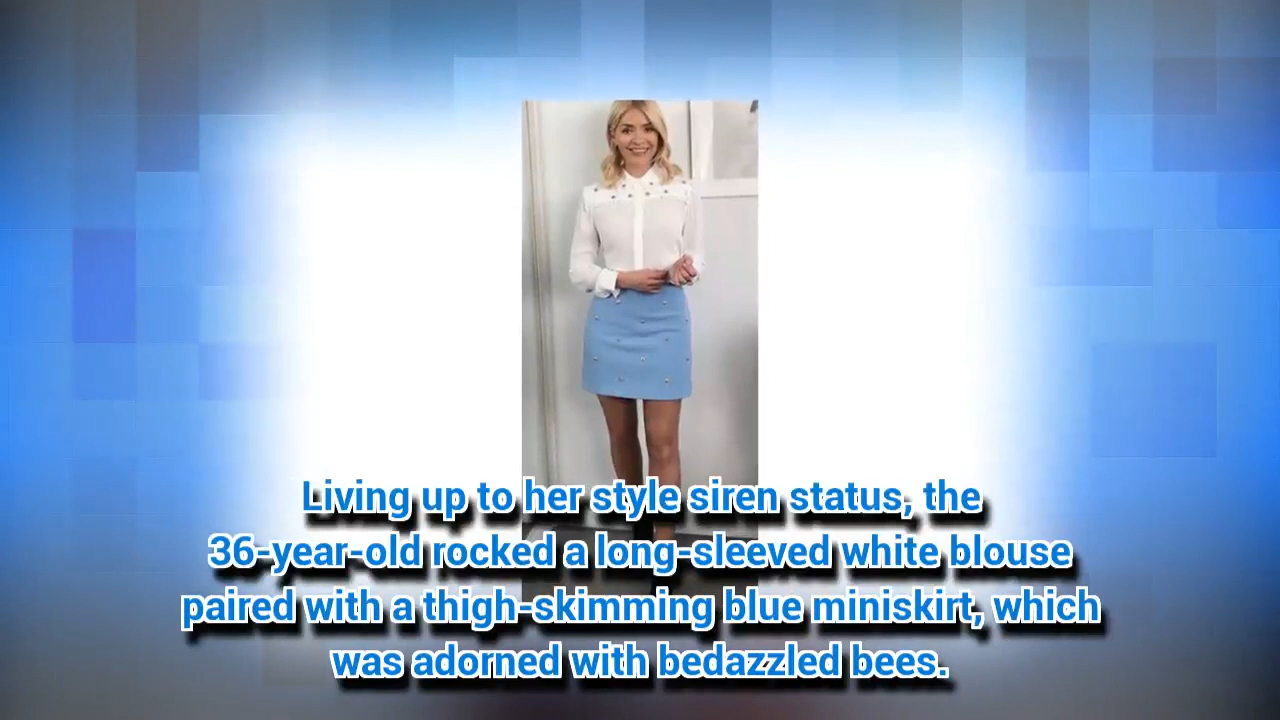 Living up to her style siren status, the
36-year-old rocked a long-sleeved white blouse
paired with a thigh-skimming blue miniskirt, which
was adorned with bedazzled bees.